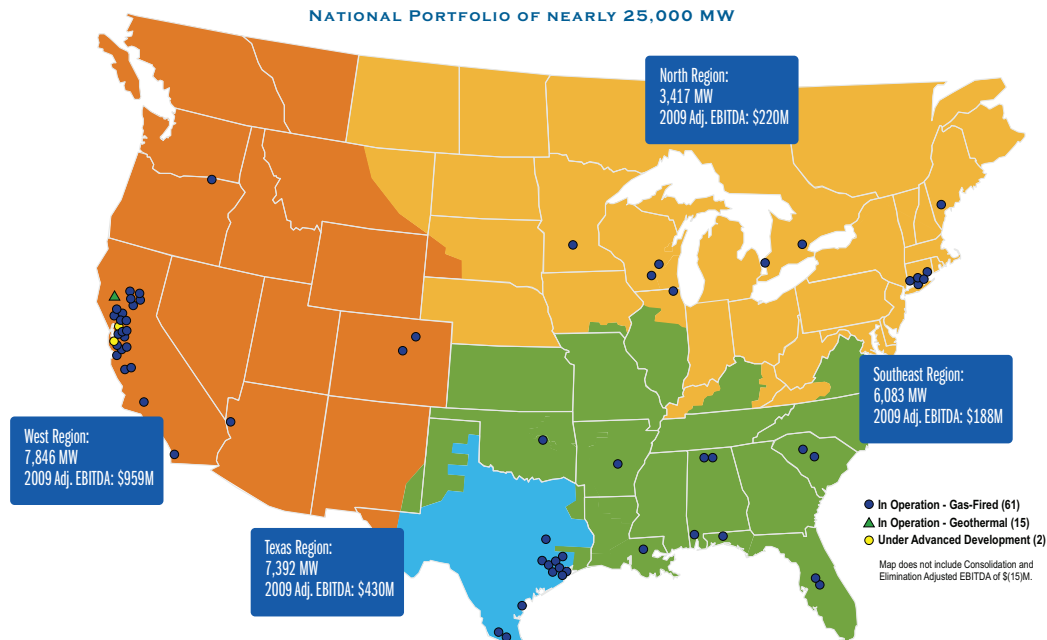 National Portfolio of nearly 25,000 MW
North Region:
3,417 MW
2009 Adj. EBITDA: $220M
Southeast Region:
6,083 MW
2009 Adj. EBITDA: $188M
West Region:
7,846 MW
2009 Adj. EBITDA: $959M
Texas Region:
7,392 MW
2009 Adj. EBITDA: $430M
In Operation - Gas-Fired (61)
In Operation - Geothermal (15)
Under Advanced Development (2)
Map does not include Consolidation and
Elimination Adjusted EBITDA of $(15)M.